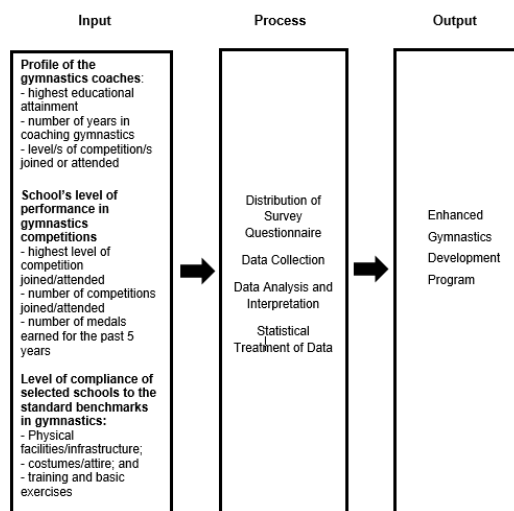 Input
Process
Output
Profile of the
gymnastics coaches:
- highest educational
attainment
- number of years in
coaching gymnastics
- level/s of competition/s
joined or attended
School's level of
performance in
gymnastics
competitions
- highest level of
competition
joined/attended
- number of competitions
joined/attended
- number of medals
earned for the past 5
years
Level of compliance of
selected schools to the
standard benchmarks
in gymnastics:
- Physical
facilities/infrastructure;
- costumes/attire; and
- training and basic
exercises
Distribution of
Survey
Questionnaire
Data Collection
Data Analysis and
Interpretation
Statistical
Treatment of Data
Enhanced
Gymnastics
Development
Program